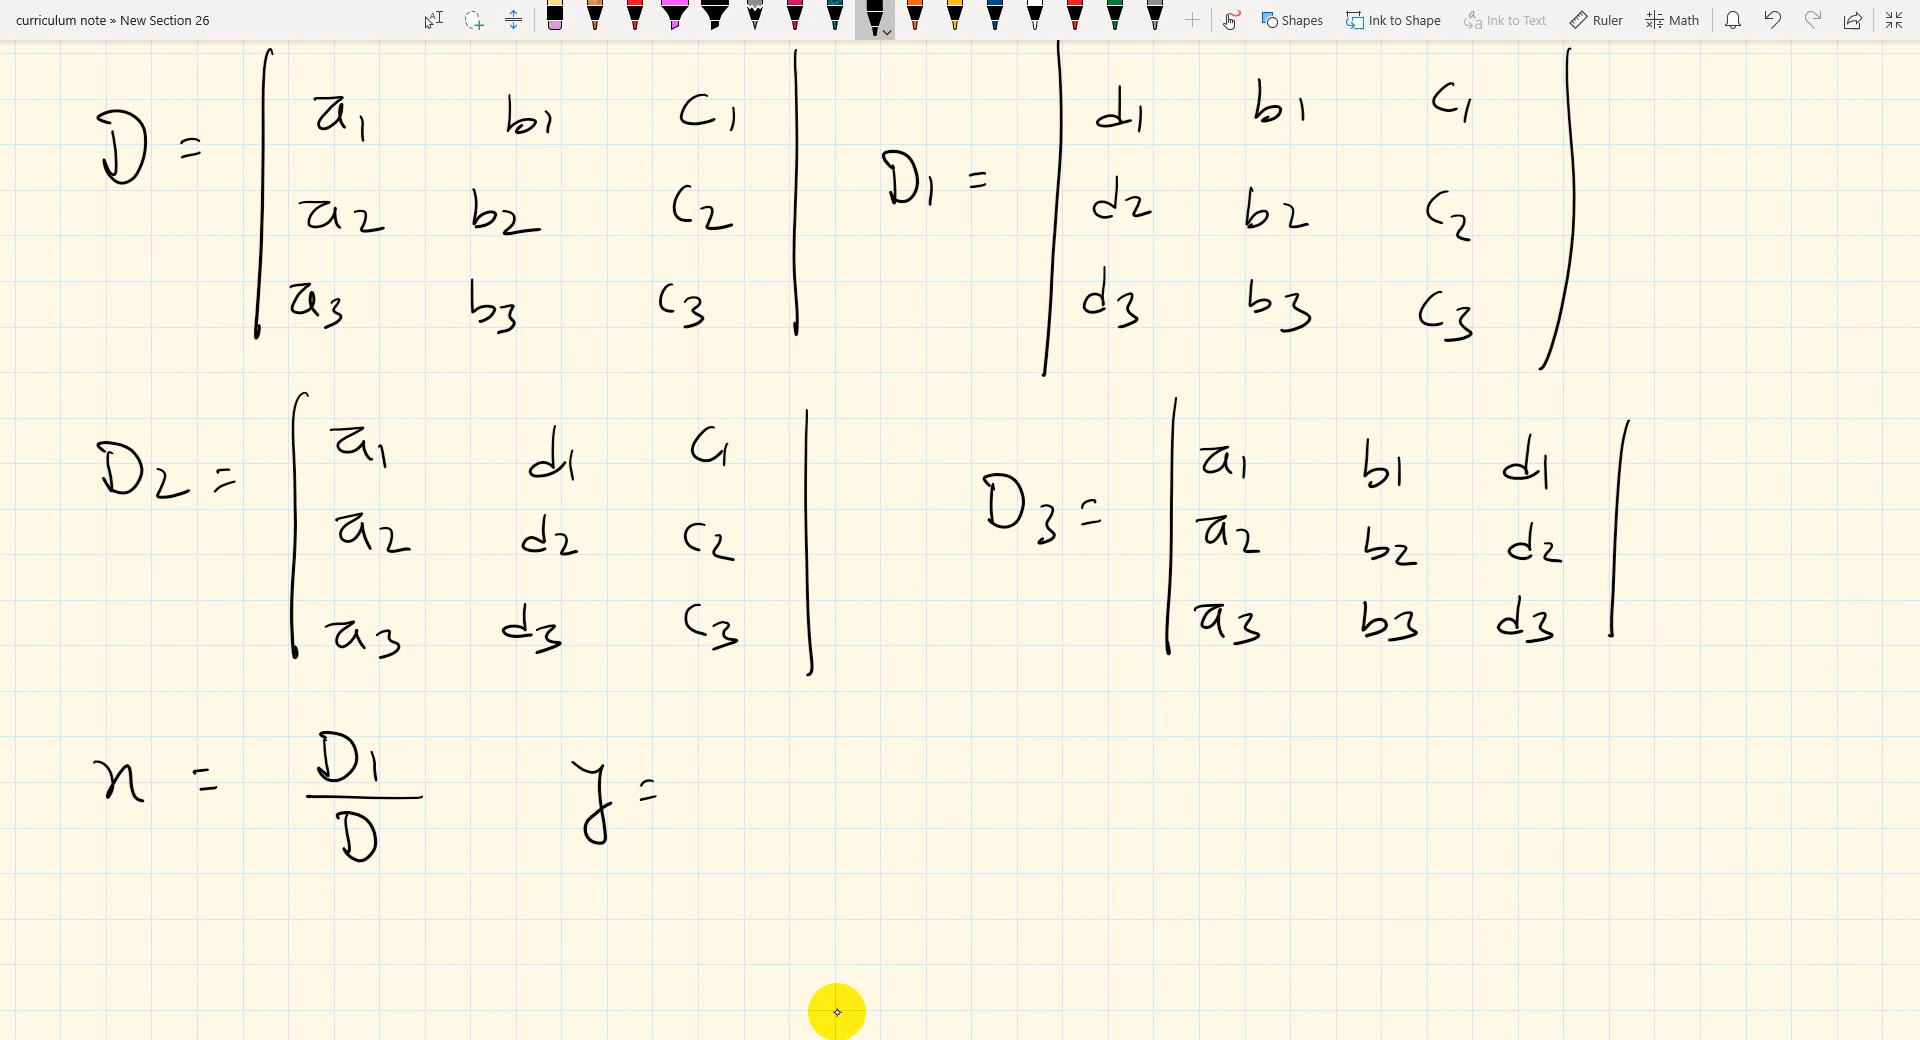 curriculum note » New Section 26 Shapes Ink to Shape Ink to Text Ruler Math
D = | a1 b1 c1 |
| a2 b2 c2 |
| a3 b3 c3 |
D1 = | d1 b1 c1 |
| d2 b2 c2 |
| d3 b3 c3 |
D2 = | a1 d1 c1 |
| a2 d2 c2 |
| a3 d3 c3 |
D3 = | a1 b1 d1 |
| a2 b2 d2 |
| a3 b3 d3 |
x = D1/D y =